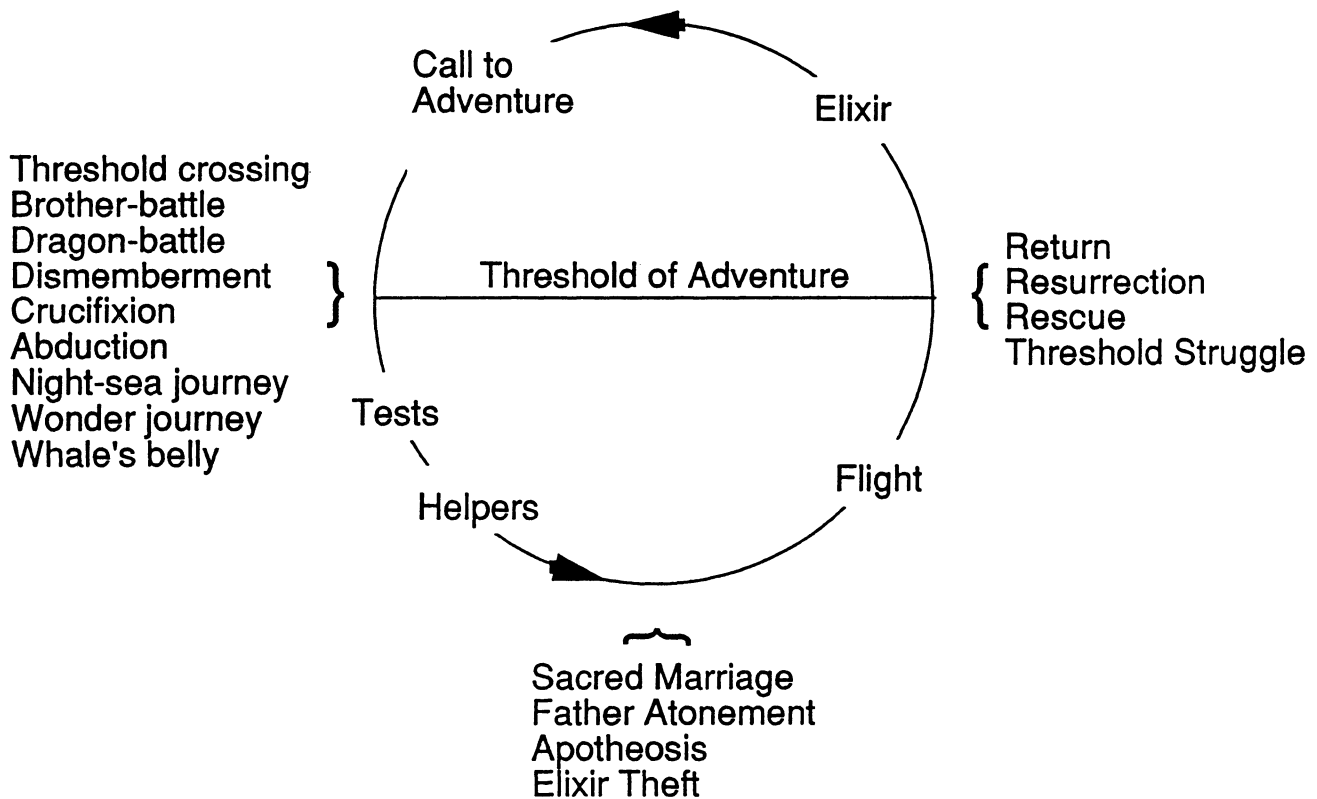 Call to
Adventure
Elixir
Threshold crossing
Brother-battle
Dragon-battle
Dismemberment
Crucifixion
Abduction
Night-sea journey
Wonder journey
Whale's belly
Threshold of Adventure
Return
Resurrection
Rescue
Threshold Struggle
Tests
Helpers
Flight
Sacred Marriage
Father Atonement
Apotheosis
Elixir Theft